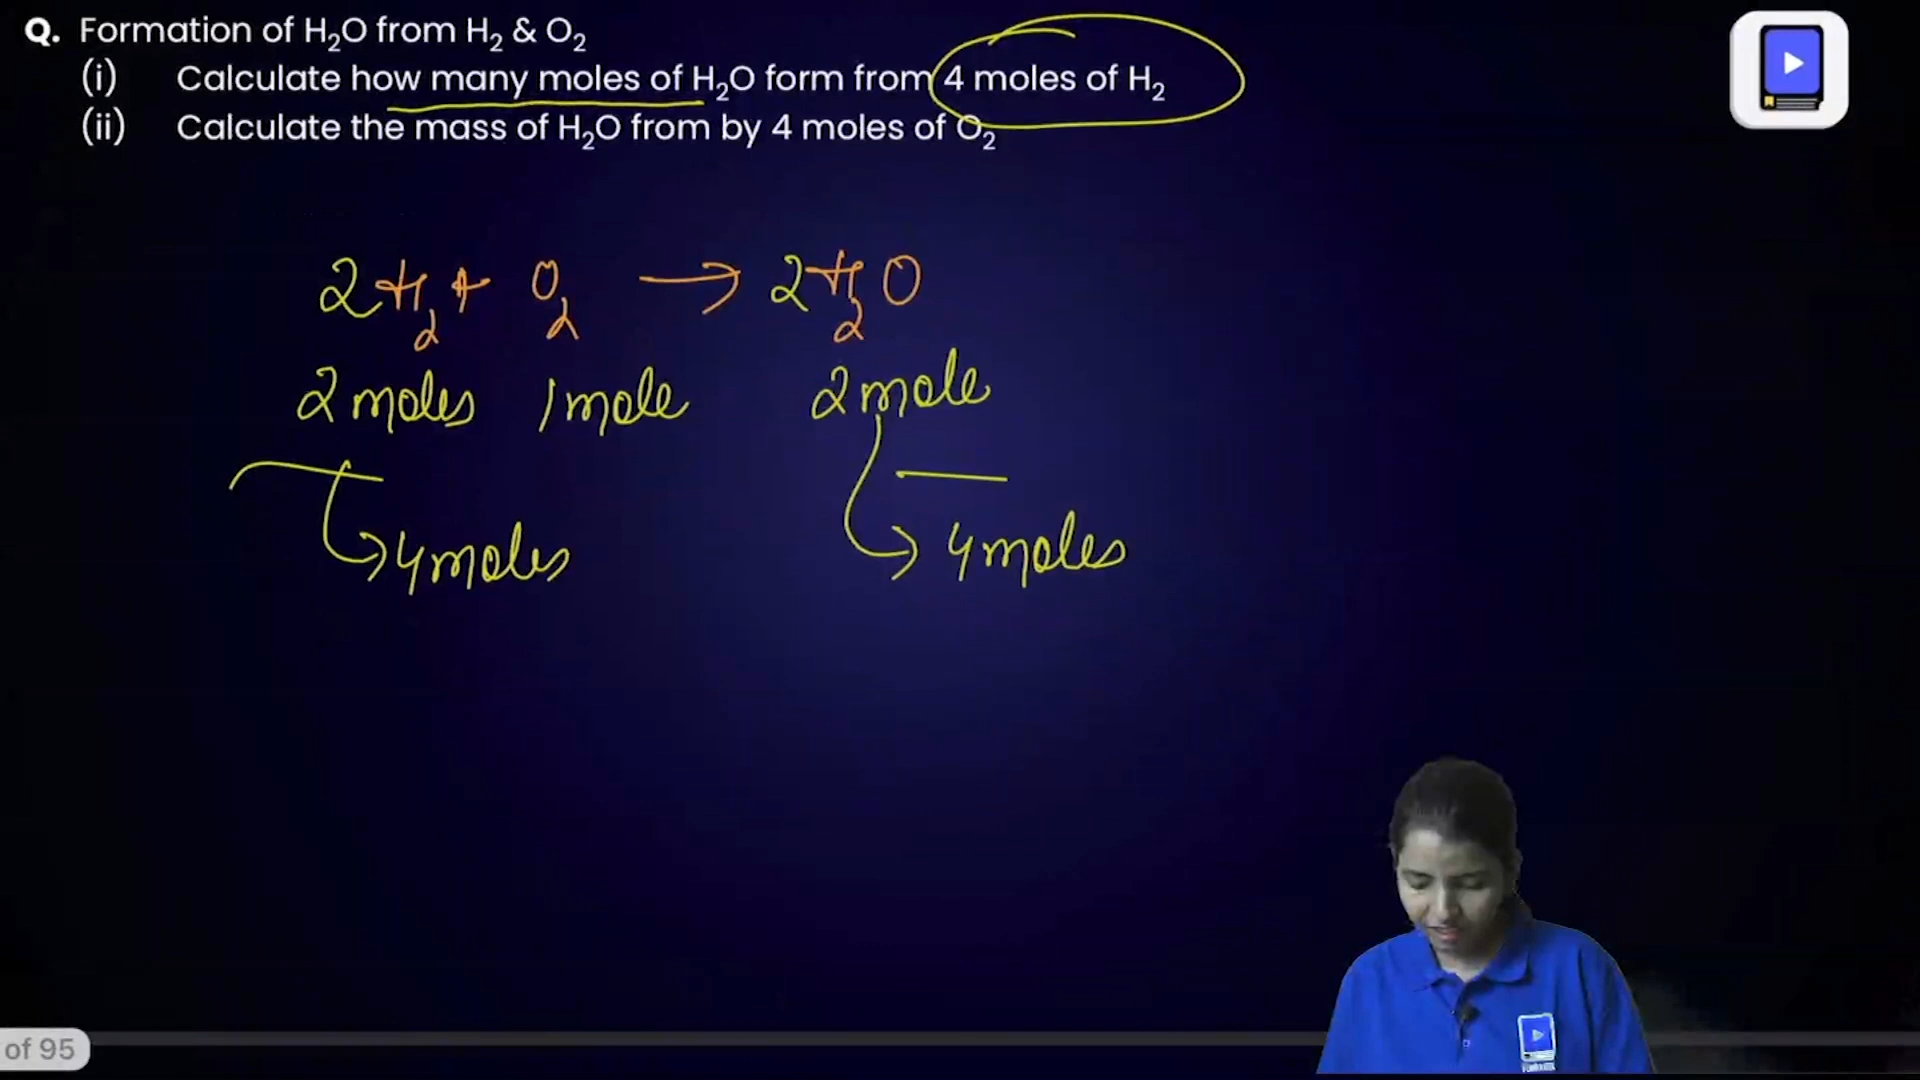 Q. Formation of H₂O from H₂ & O₂
(i) Calculate how many moles of H₂O form from 4 moles of H₂
(ii) Calculate the mass of H₂O from by 4 moles of O₂
2H₂ + O₂ → 2H₂O
2 moles 1 mole 2 mole
4 moles 4 moles
of 95